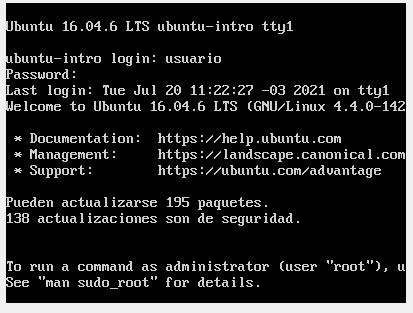 Ubuntu 16.04.6 LTS ubuntu-intro tty1
ubuntu-intro login: usuario
Password:
Last login: Tue Jul 20 11:22:27 -03 2021 on tty1
Welcome to Ubuntu 16.04.6 LTS (GNU/Linux 4.4.0-142
* Documentation:  https://help.ubuntu.com
* Management:     https://landscape.canonical.com
* Support:        https://ubuntu.com/advantage
Pueden actualizarse 195 paquetes.
138 actualizaciones son de seguridad.
To run a command as administrator (user "root"), u
See "man sudo_root" for details.